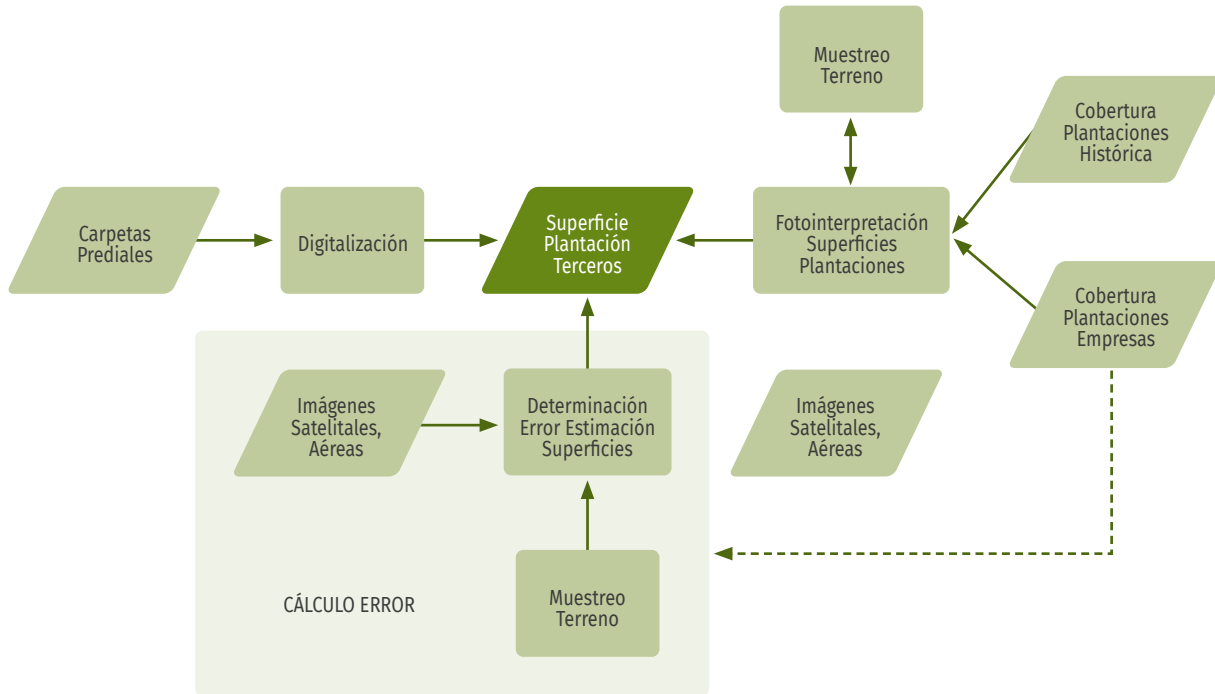 Muestreo
Terreno
Cobertura
Plantaciones
Histórica
Carpetas
Prediales
Digitalización
Superficie
Plantación
Terceros
Fotointerpretación
Superficies
Plantaciones
Cobertura
Plantaciones
Empresas
Imágenes
Satelitales,
Aéreas
Determinación
Error Estimación
Superficies
Imágenes
Satelitales,
Aéreas
CÁLCULO ERROR
Muestreo
Terreno